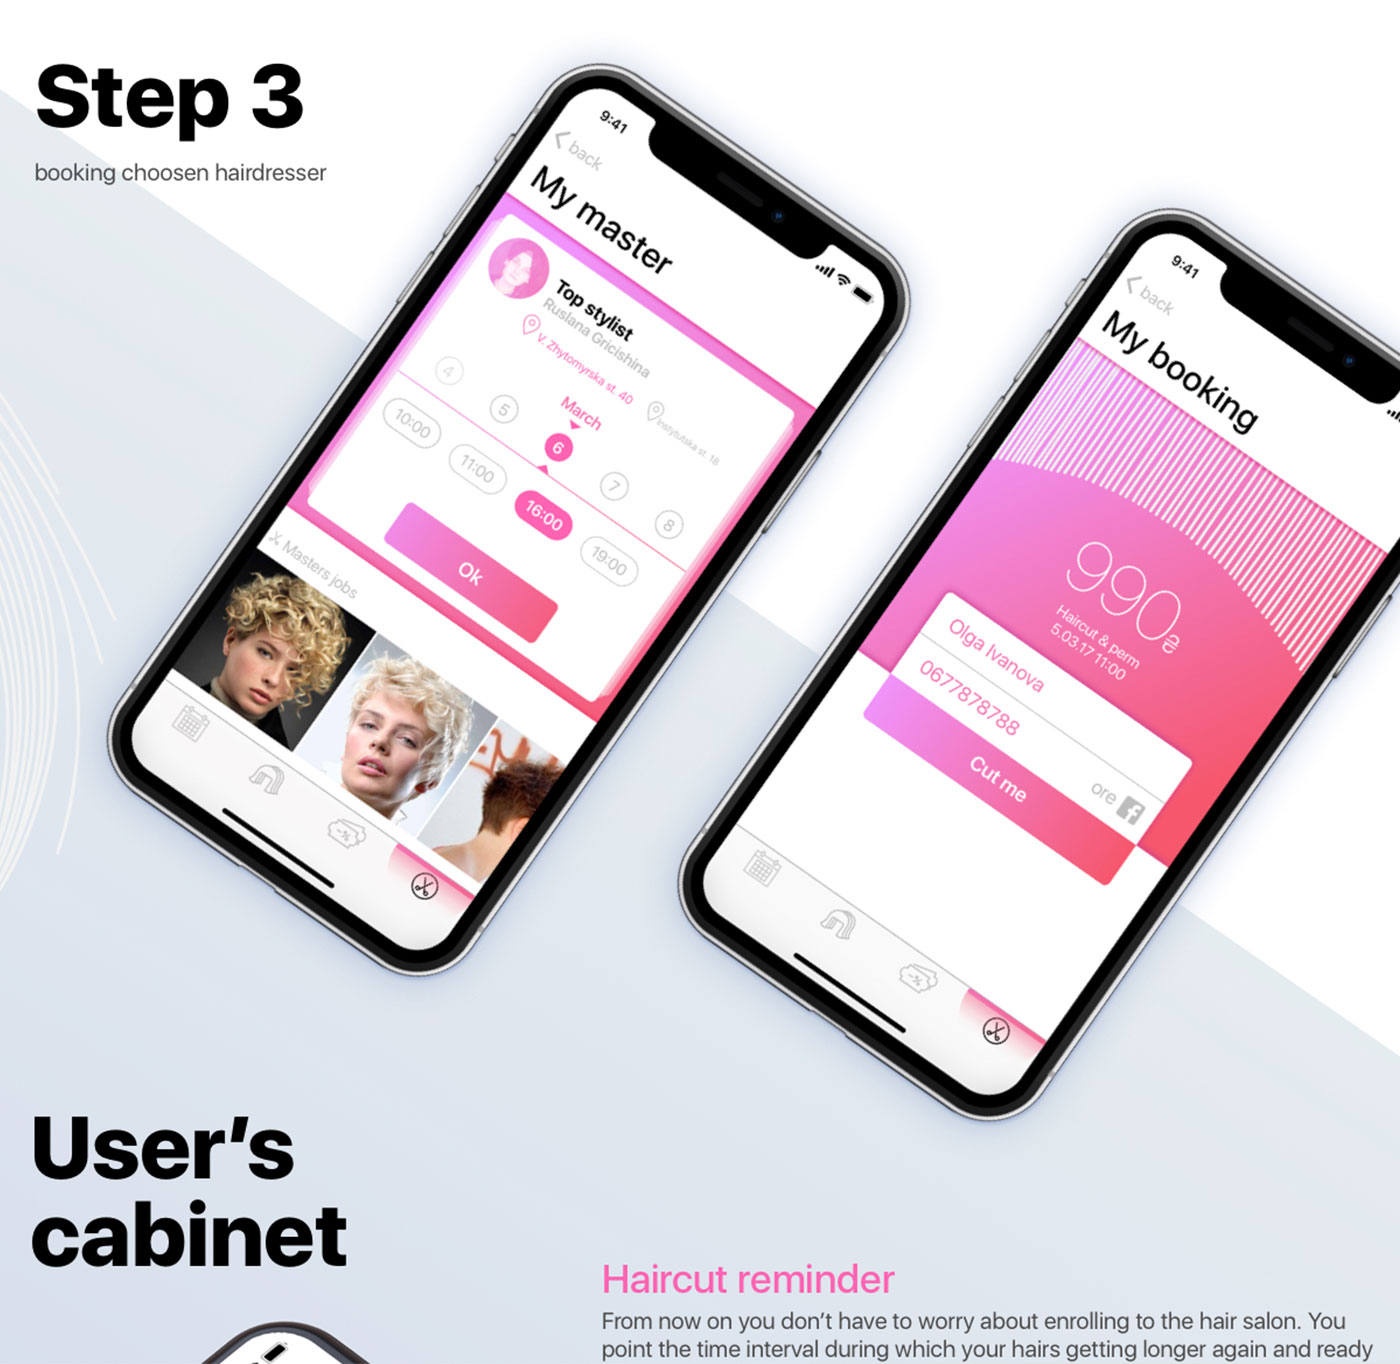 Step 3
booking choosen hairdresser
9:41
back
My master
Top stylist
Ruslana Gricishina
V. Zhytomyrska st. 40
Instytutska st. 18
March
4
5
6
7
8
10:00
11:00
16:00
19:00
Ok
Masters jobs
-%
9:41
back
My booking
990₴
Haircut & perm
5.03.17 11:00
Olga Ivanova
0677878788
ore f
Cut me
-%
User’s
cabinet
Haircut reminder
From now on you don’t have to worry about enrolling to the hair salon. You
point the time interval during which your hairs getting longer again and ready